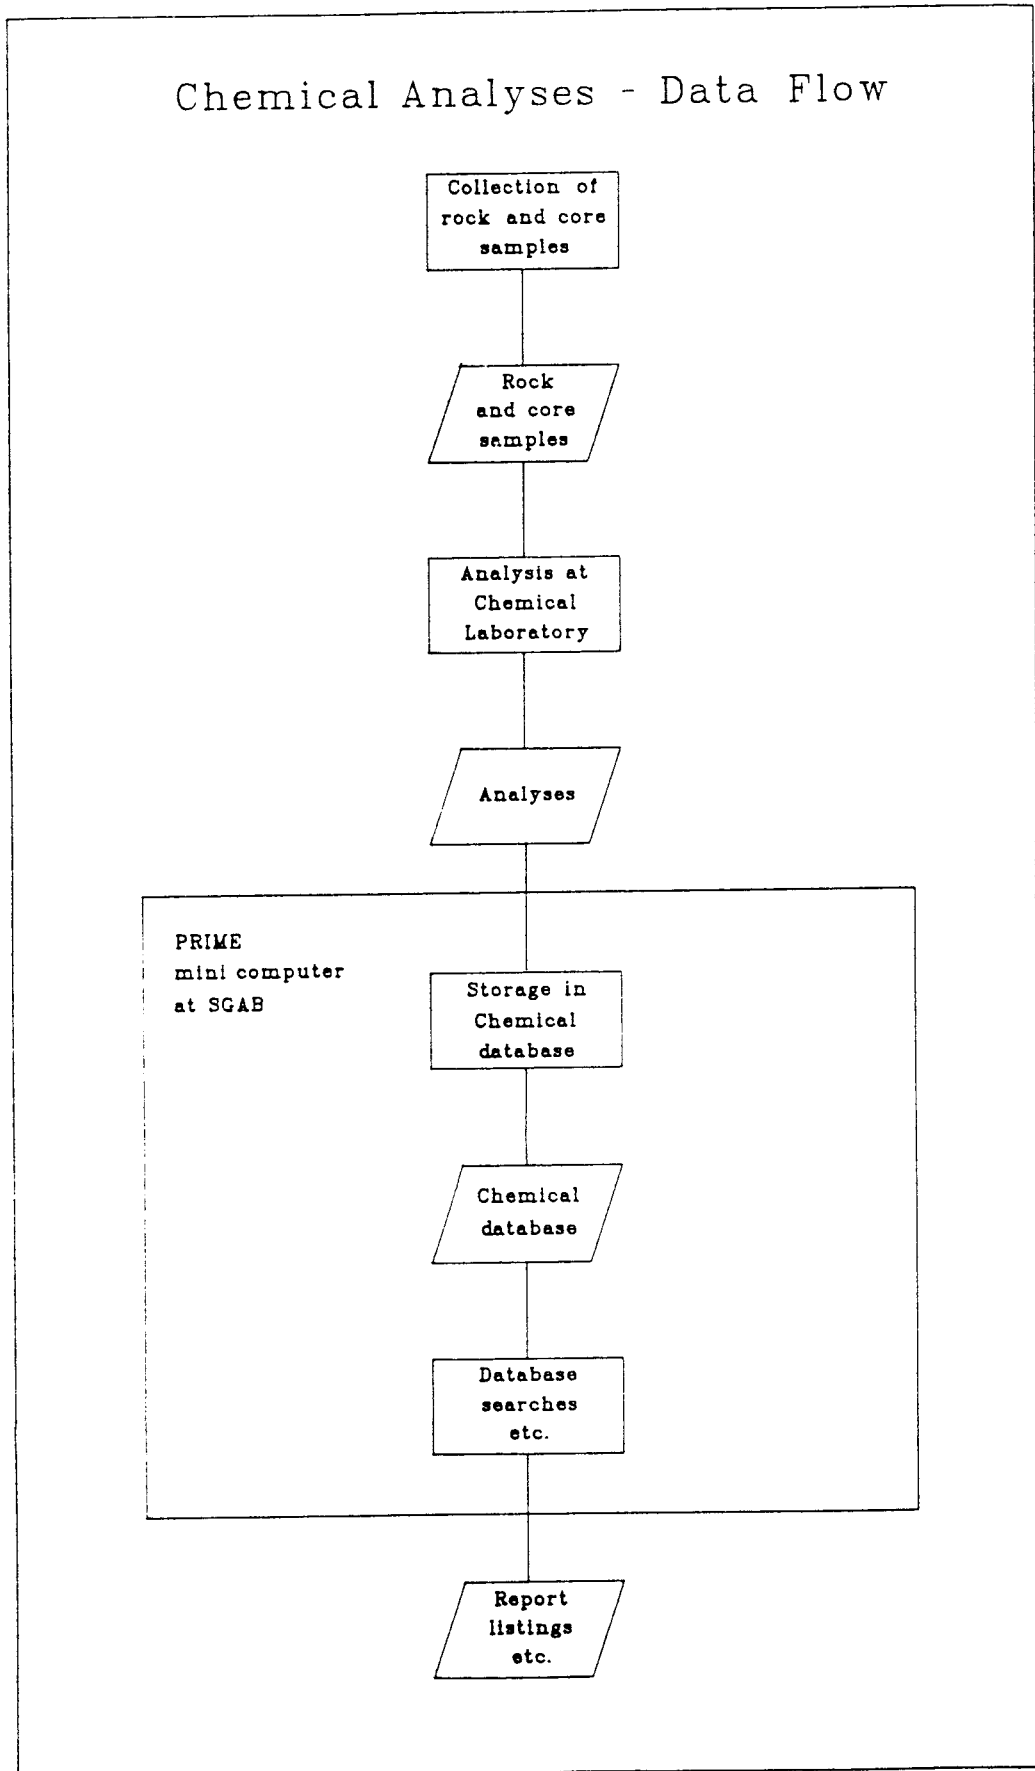 Chemical Analyses - Data Flow
Collection of
rock and core
samples
Rock
and core
samples
Analysis at
Chemical
Laboratory
Analyses
PRIME
mini computer
at SGAB
Storage in
Chemical
database
Chemical
database
Database
searches
etc.
Report
listings
etc.